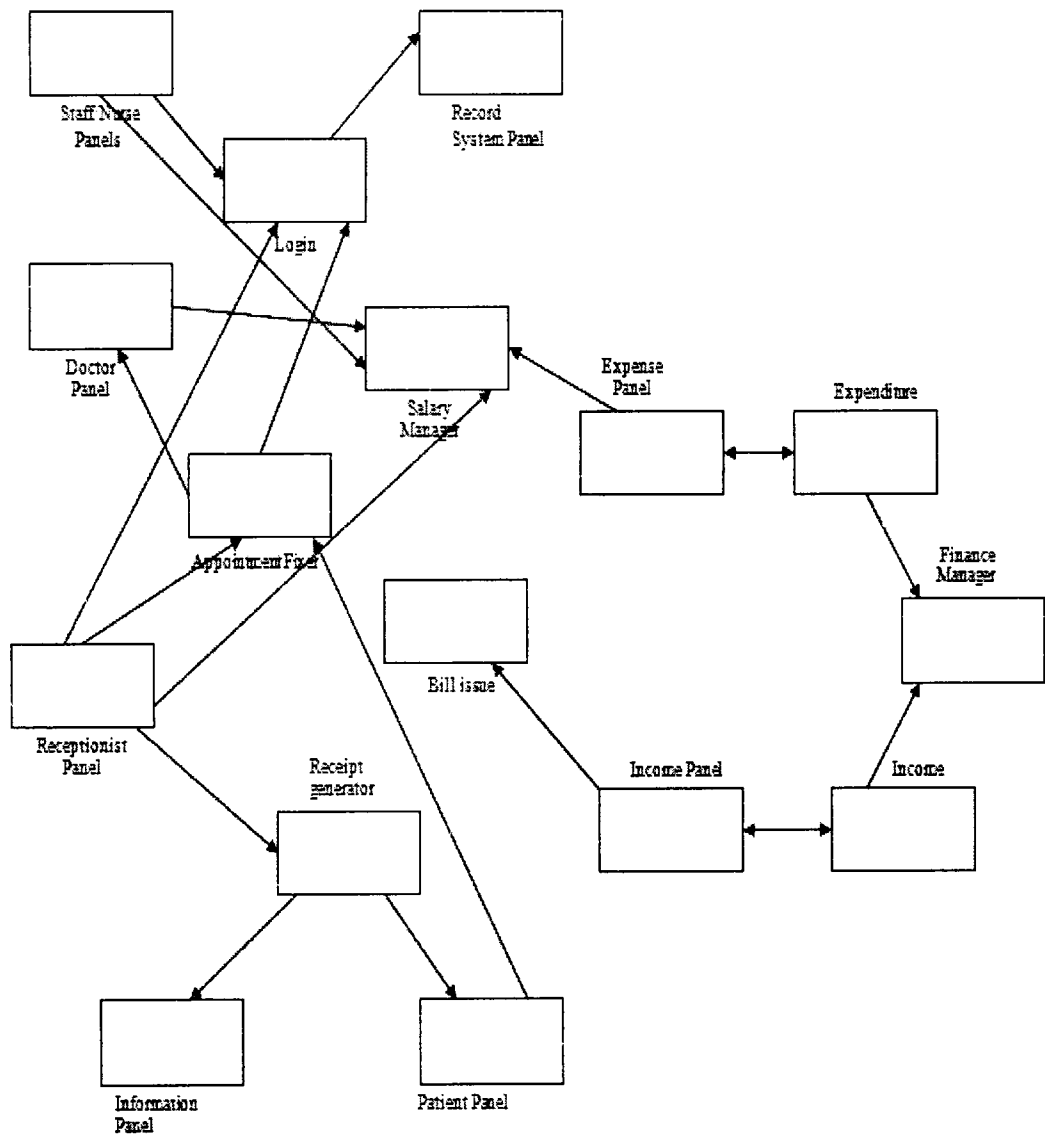 Staff Nurse
Panels
Record
System Panel
Login
Doctor
Panel
Salary
Manager
Expense
Panel
Expenditure
Appointment Fixer
Finance
Manager
Bill issue
Receptionist
Panel
Receipt
generator
Income Panel
Income
Information
Panel
Patient Panel